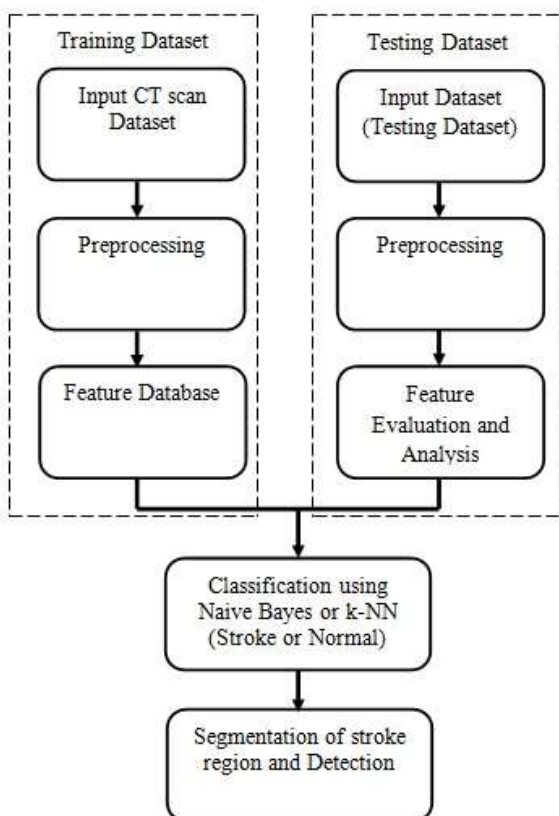 Training Dataset
Input CT scan
Dataset
Preprocessing
Feature Database
Testing Dataset
Input Dataset
(Testing Dataset)
Preprocessing
Feature
Evaluation and
Analysis
Classification using
Naive Bayes or k-NN
(Stroke or Normal)
Segmentation of stroke
region and Detection